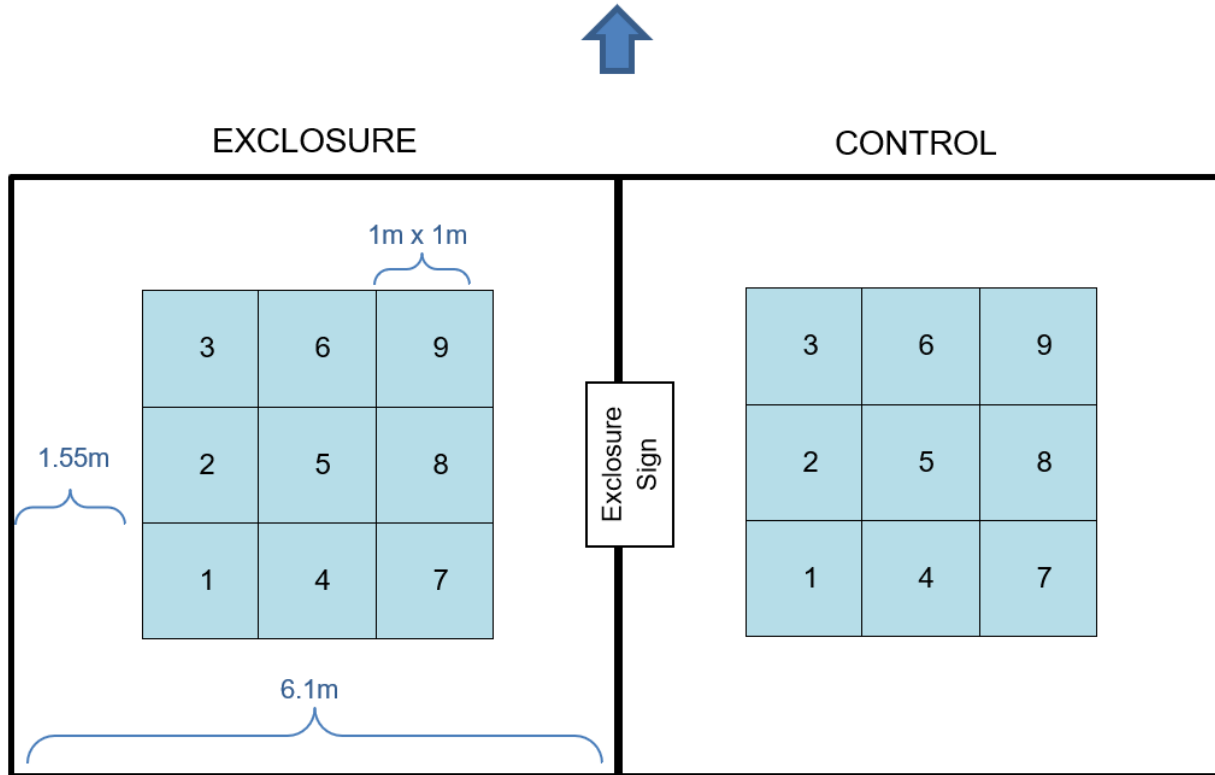 EXCLOSURE
CONTROL
1m x 1m
3 6 9
3 6 9
1.55m
2 5 8
Exclosure
Sign
2 5 8
1 4 7
1 4 7
6.1m